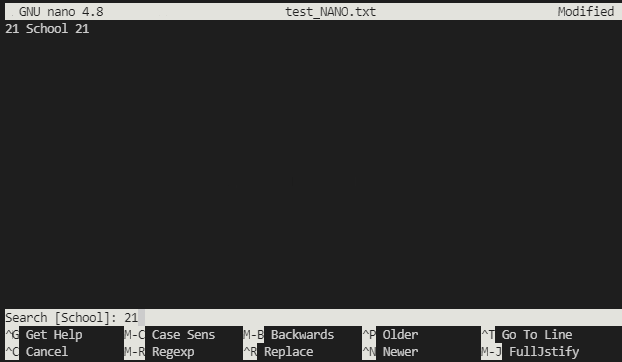 GNU nano 4.8 test_NANO.txt Modified
21 School 21
Search [School]: 21
^G Get Help M-C Case Sens M-B Backwards ^P Older ^T Go To Line
^C Cancel M-R Regexp ^R Replace ^N Newer M-J FullJstify